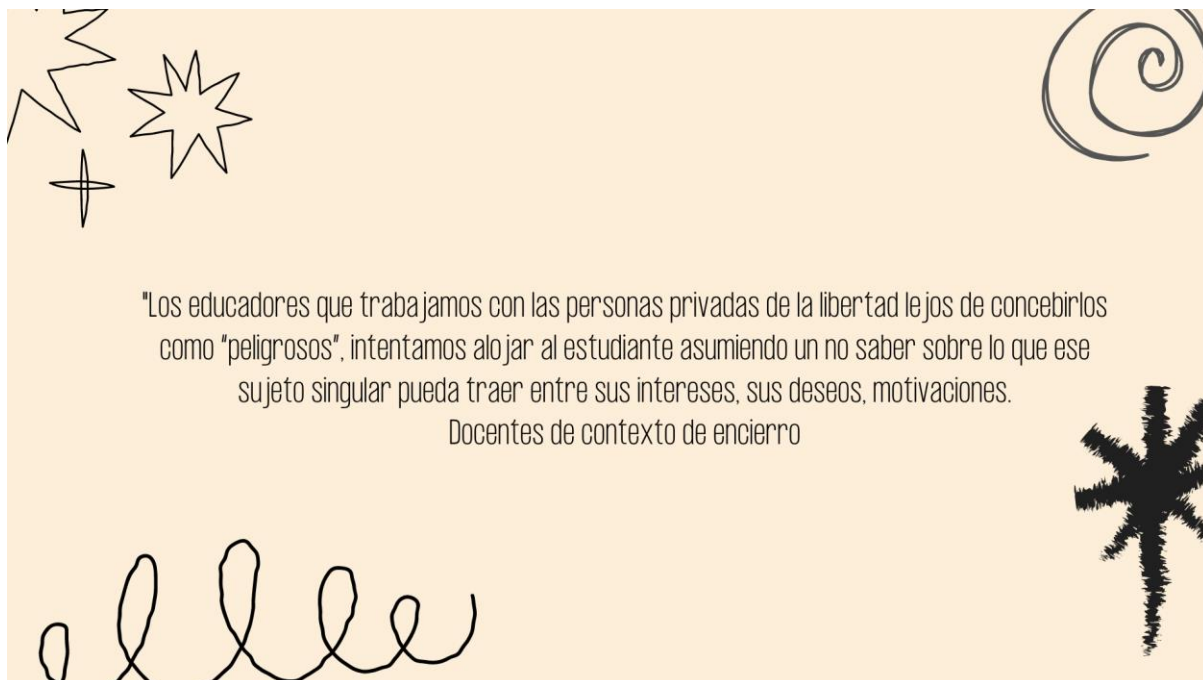 "Los educadores que trabajamos con las personas privadas de la libertad lejos de concebirlos
como "peligrosos", intentamos alojar al estudiante asumiendo un no saber sobre lo que ese
sujeto singular pueda traer entre sus intereses, sus deseos, motivaciones.
Docentes de contexto de encierro